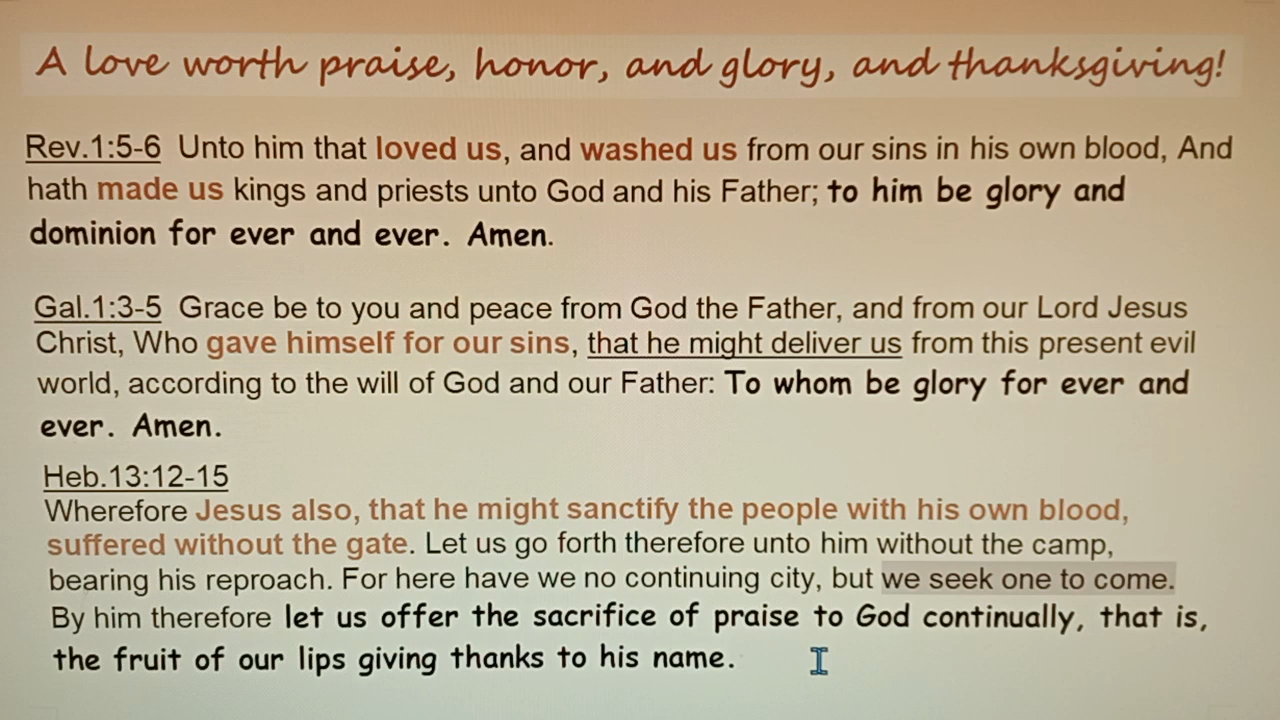 A love worth praise, honor, and glory, and thanksgiving!
Rev.1:5-6 Unto him that loved us, and washed us from our sins in his own blood, And
hath made us kings and priests unto God and his Father; to him be glory and
dominion for ever and ever. Amen.
Gal.1:3-5 Grace be to you and peace from God the Father, and from our Lord Jesus
Christ, Who gave himself for our sins, that he might deliver us from this present evil
world, according to the will of God and our Father: To whom be glory for ever and
ever. Amen.
Heb.13:12-15
Wherefore Jesus also, that he might sanctify the people with his own blood,
suffered without the gate. Let us go forth therefore unto him without the camp,
bearing his reproach. For here have we no continuing city, but we seek one to come.
By him therefore let us offer the sacrifice of praise to God continually, that is,
the fruit of our lips giving thanks to his name.